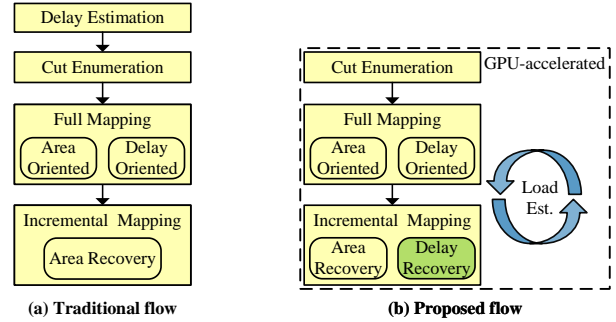 Delay Estimation
Cut Enumeration
Full Mapping
Area
Oriented
Delay
Oriented
Incremental Mapping
Area Recovery
(a) Traditional flow
GPU-accelerated
Cut Enumeration
Full Mapping
Area
Oriented
Delay
Oriented
Load
Est.
Incremental Mapping
Area
Recovery
Delay
Recovery
(b) Proposed flow